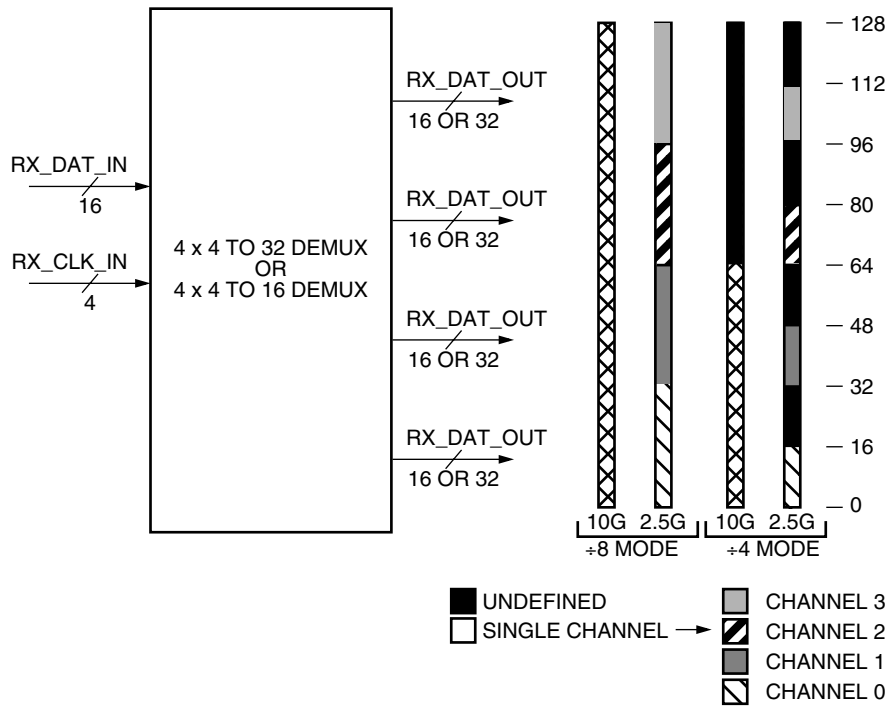 RX_DAT_IN
16
RX_CLK_IN
4
4 x 4 TO 32 DEMUX
OR
4 x 4 TO 16 DEMUX
RX_DAT_OUT
16 OR 32
RX_DAT_OUT
16 OR 32
RX_DAT_OUT
16 OR 32
RX_DAT_OUT
16 OR 32
128
112
96
80
64
48
32
16
0
10G 2.5G 10G 2.5G
÷8 MODE ÷4 MODE
UNDEFINED
SINGLE CHANNEL
CHANNEL 3
CHANNEL 2
CHANNEL 1
CHANNEL 0